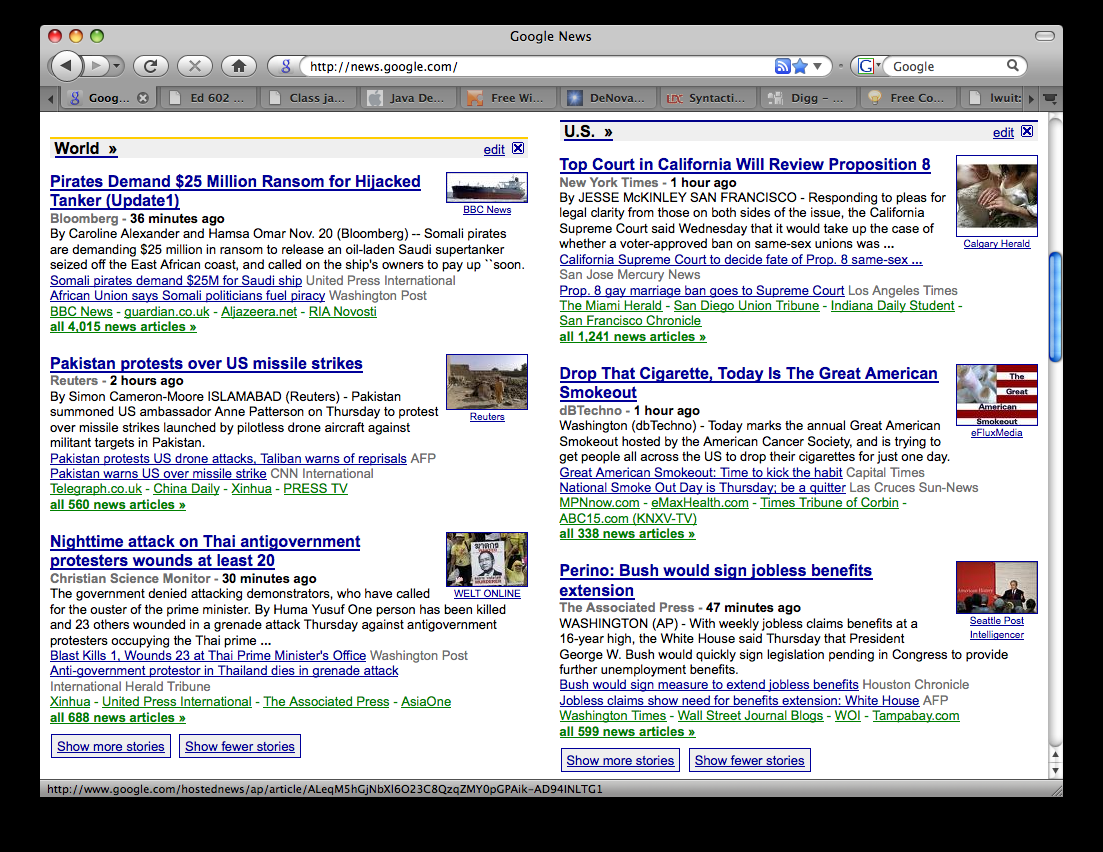 Google News
http://news.google.com/
Google
Goog...
Ed 602 ...
Class ja...
Java De...
Free Wi...
DeNova...
Syntacti...
Digg – ...
Free Co...
lwuit:
World »
edit
Pirates Demand $25 Million Ransom for Hijacked
Tanker (Update1)
BBC News
Bloomberg - 36 minutes ago
By Caroline Alexander and Hamsa Omar Nov. 20 (Bloomberg) -- Somali pirates
are demanding $25 million in ransom to release an oil-laden Saudi supertanker
seized off the East African coast, and called on the ship's owners to pay up ``soon.
Somali pirates demand $25M for Saudi ship United Press International
African Union says Somali politicians fuel piracy Washington Post
BBC News - guardian.co.uk - Aljazeera.net - RIA Novosti
all 4,015 news articles »
Pakistan protests over US missile strikes
Reuters - 2 hours ago
By Simon Cameron-Moore ISLAMABAD (Reuters) - Pakistan
summoned US ambassador Anne Patterson on Thursday to protest
over missile strikes launched by pilotless drone aircraft against
militant targets in Pakistan.
Reuters
Pakistan protests US drone attacks, Taliban warns of reprisals AFP
Pakistan warns US over missile strike CNN International
Telegraph.co.uk - China Daily - Xinhua - PRESS TV
all 560 news articles »
Nighttime attack on Thai antigovernment
protesters wounds at least 20
Christian Science Monitor - 30 minutes ago
The government denied attacking demonstrators, who have called
for the ouster of the prime minister. By Huma Yusuf One person has been killed
and 23 others wounded in a grenade attack Thursday against antigovernment
protesters occupying the Thai prime ...
WELT ONLINE
Blast Kills 1, Wounds 23 at Thai Prime Minister's Office Washington Post
Anti-government protestor in Thailand dies in grenade attack
International Herald Tribune
Xinhua - United Press International - The Associated Press - AsiaOne
all 688 news articles »
Show more stories
Show fewer stories
U.S. »
edit
Top Court in California Will Review Proposition 8
New York Times - 1 hour ago
By JESSE McKINLEY SAN FRANCISCO - Responding to pleas for
legal clarity from those on both sides of the issue, the California
Supreme Court said Wednesday that it would take up the case of
whether a voter-approved ban on same-sex unions was ...
Calgary Herald
California Supreme Court to decide fate of Prop. 8 same-sex ...
San Jose Mercury News
Prop. 8 gay marriage ban goes to Supreme Court Los Angeles Times
The Miami Herald - San Diego Union Tribune - Indiana Daily Student -
San Francisco Chronicle
all 1,241 news articles »
Drop That Cigarette, Today Is The Great American
Smokeout
dBTechno - 1 hour ago
Washington (dbTechno) - Today marks the annual Great American
Smokeout hosted by the American Cancer Society, and is trying to
get people all across the US to drop their cigarettes for just one day.
The
Great
American
Smokeout
eFluxMedia
Great American Smokeout: Time to kick the habit Capital Times
National Smoke Out Day is Thursday; be a quitter Las Cruces Sun-News
MPNnow.com - eMaxHealth.com - Times Tribune of Corbin -
ABC15.com (KNXV-TV)
all 338 news articles »
Perino: Bush would sign jobless benefits
extension
The Associated Press - 47 minutes ago
WASHINGTON (AP) - With weekly jobless claims benefits at a
16-year high, the White House said Thursday that President
George W. Bush would quickly sign legislation pending in Congress to provide
further unemployment benefits.
Seattle Post
Intelligencer
Bush would sign measure to extend jobless benefits Houston Chronicle
Jobless claims show need for benefits extension: White House AFP
Washington Times - Wall Street Journal Blogs - WOI - Tampabay.com
all 599 news articles »
Show more stories
Show fewer stories